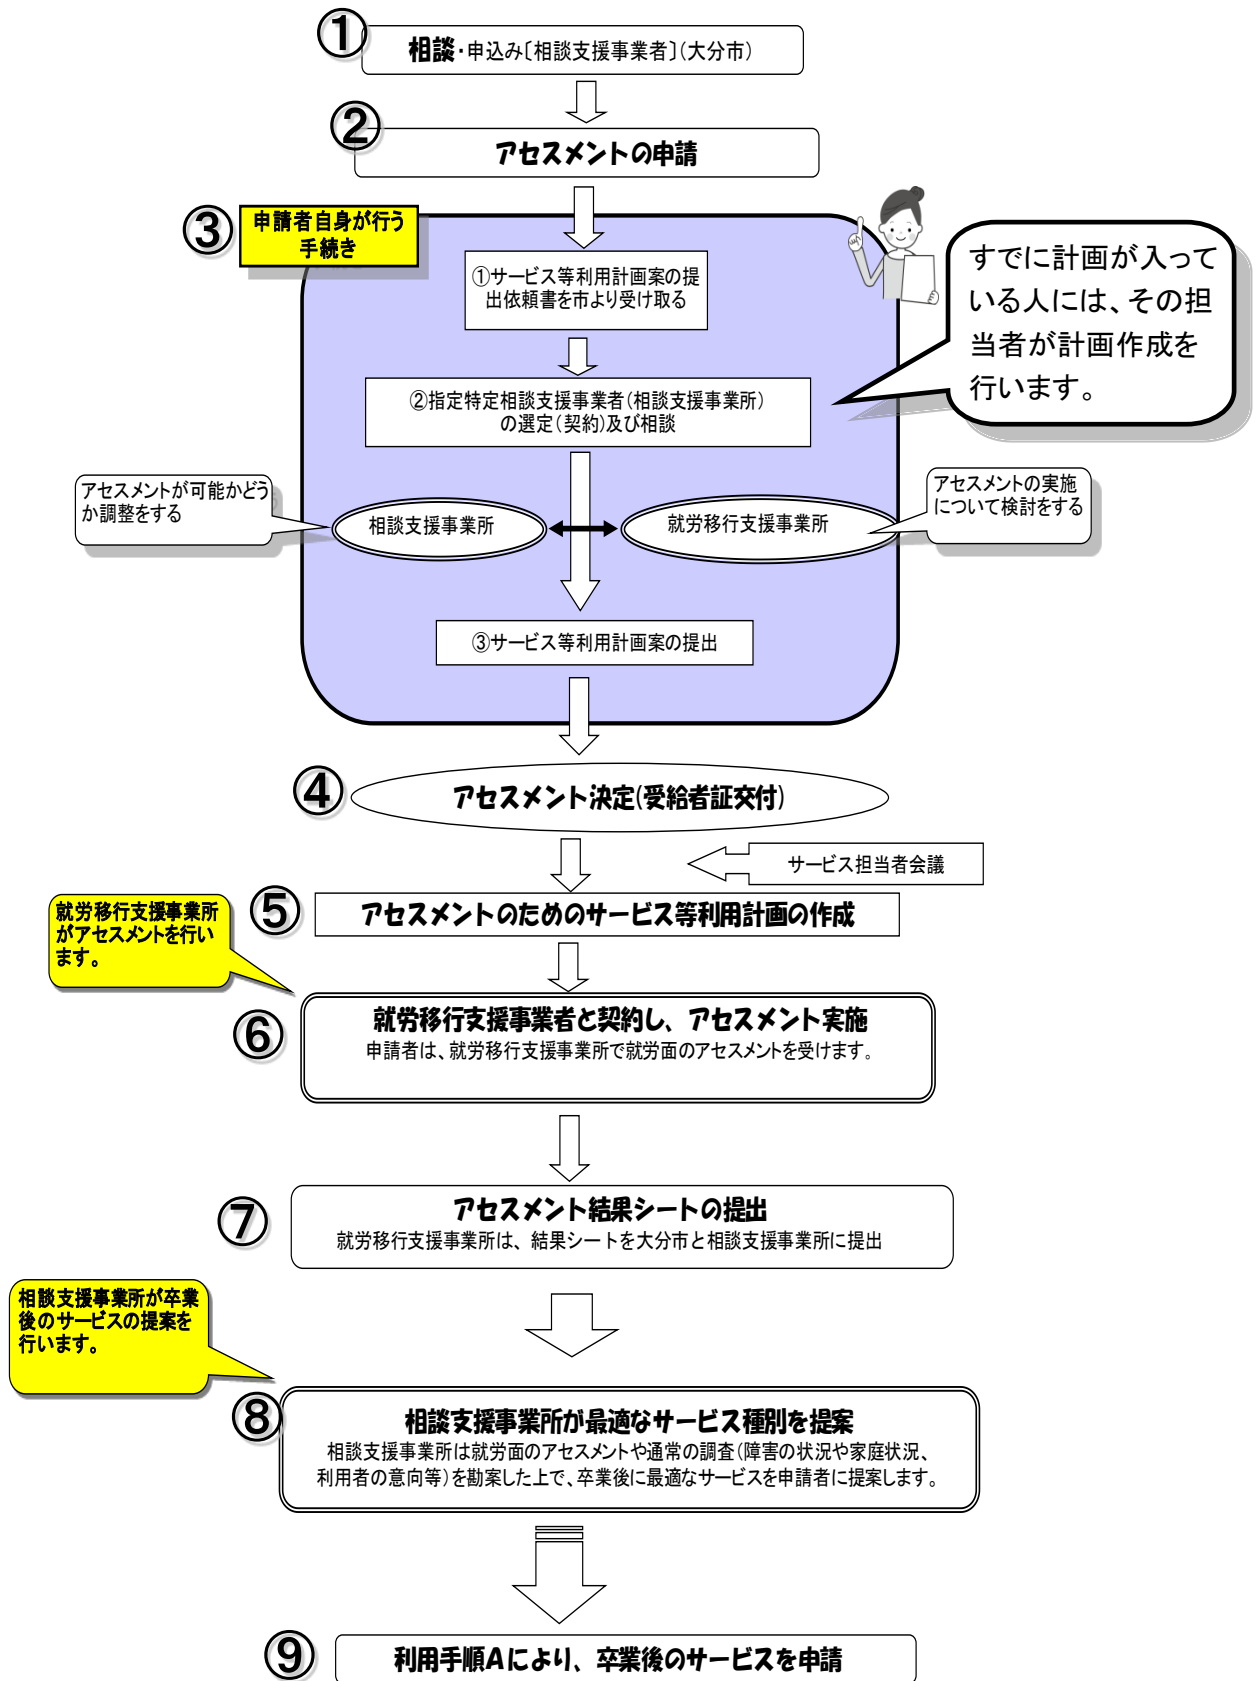 ①
相談・申込み〔相談支援事業者〕(大分市)
②
アセスメントの申請
③
申請者自身が行う
手続き
①サービス等利用計画案の提
出依頼書を市より受け取る
すでに計画が入って
いる人には、その担
当者が計画作成を
行います。
②指定特定相談支援事業者(相談支援事業所)
の選定(契約)及び相談
アセスメントが可能かどう
か調整をする
相談支援事業所
就労移行支援事業所
アセスメントの実施
について検討をする
③サービス等利用計画案の提出
④
アセスメント決定(受給者証交付)
サービス担当者会議
⑤
アセスメントのためのサービス等利用計画の作成
就労移行支援事業所
がアセスメントを行い
ます。
⑥
就労移行支援事業者と契約し、アセスメント実施
申請者は、就労移行支援事業所で就労面のアセスメントを受けます。
⑦
アセスメント結果シートの提出
就労移行支援事業所は、結果シートを大分市と相談支援事業所に提出
相談支援事業所が卒業
後のサービスの提案を
行います。
⑧
相談支援事業所が最適なサービス種別を提案
相談支援事業所は就労面のアセスメントや通常の調査(障害の状況や家庭状況、
利用者の意向等)を勘案した上で、卒業後に最適なサービスを申請者に提案します。
⑨
利用手順Aにより、卒業後のサービスを申請